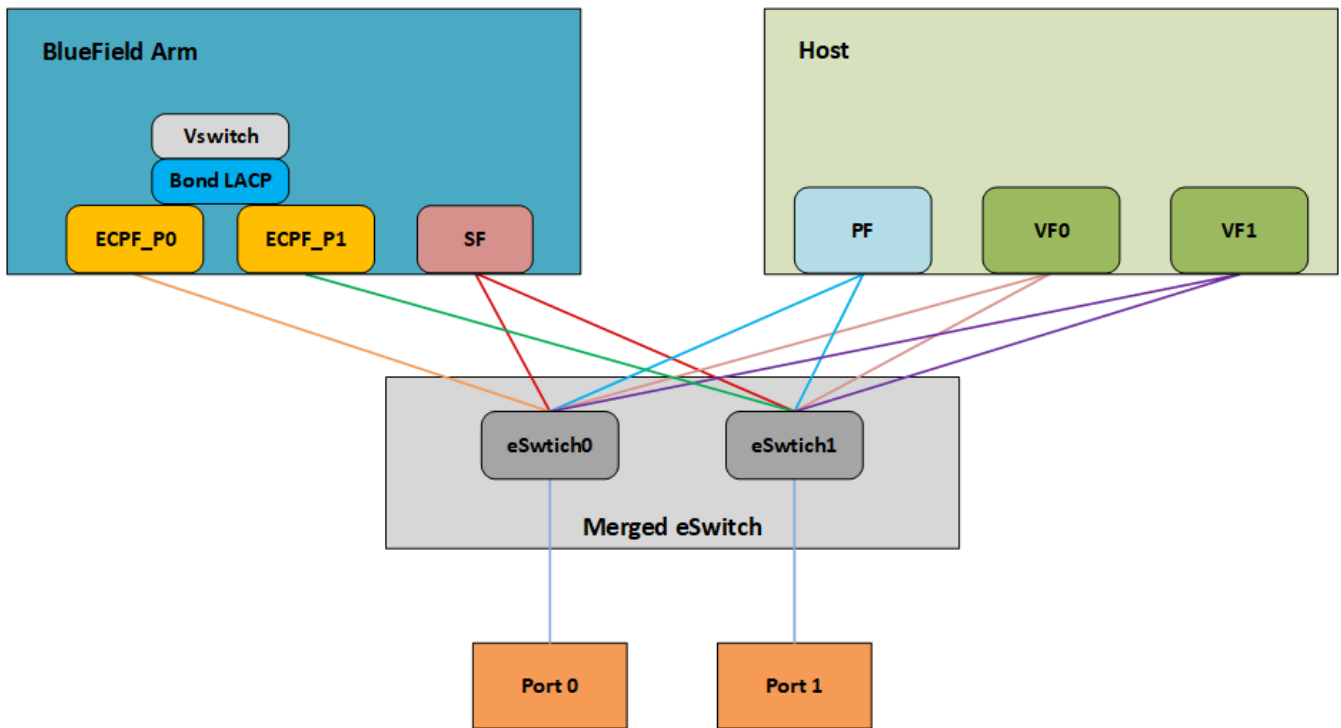 BlueField Arm
Host
Vswitch
Bond LACP
ECPF_P0
ECPF_P1
SF
PF
VF0
VF1
eSwtich0
eSwtich1
Merged eSwitch
Port 0
Port 1